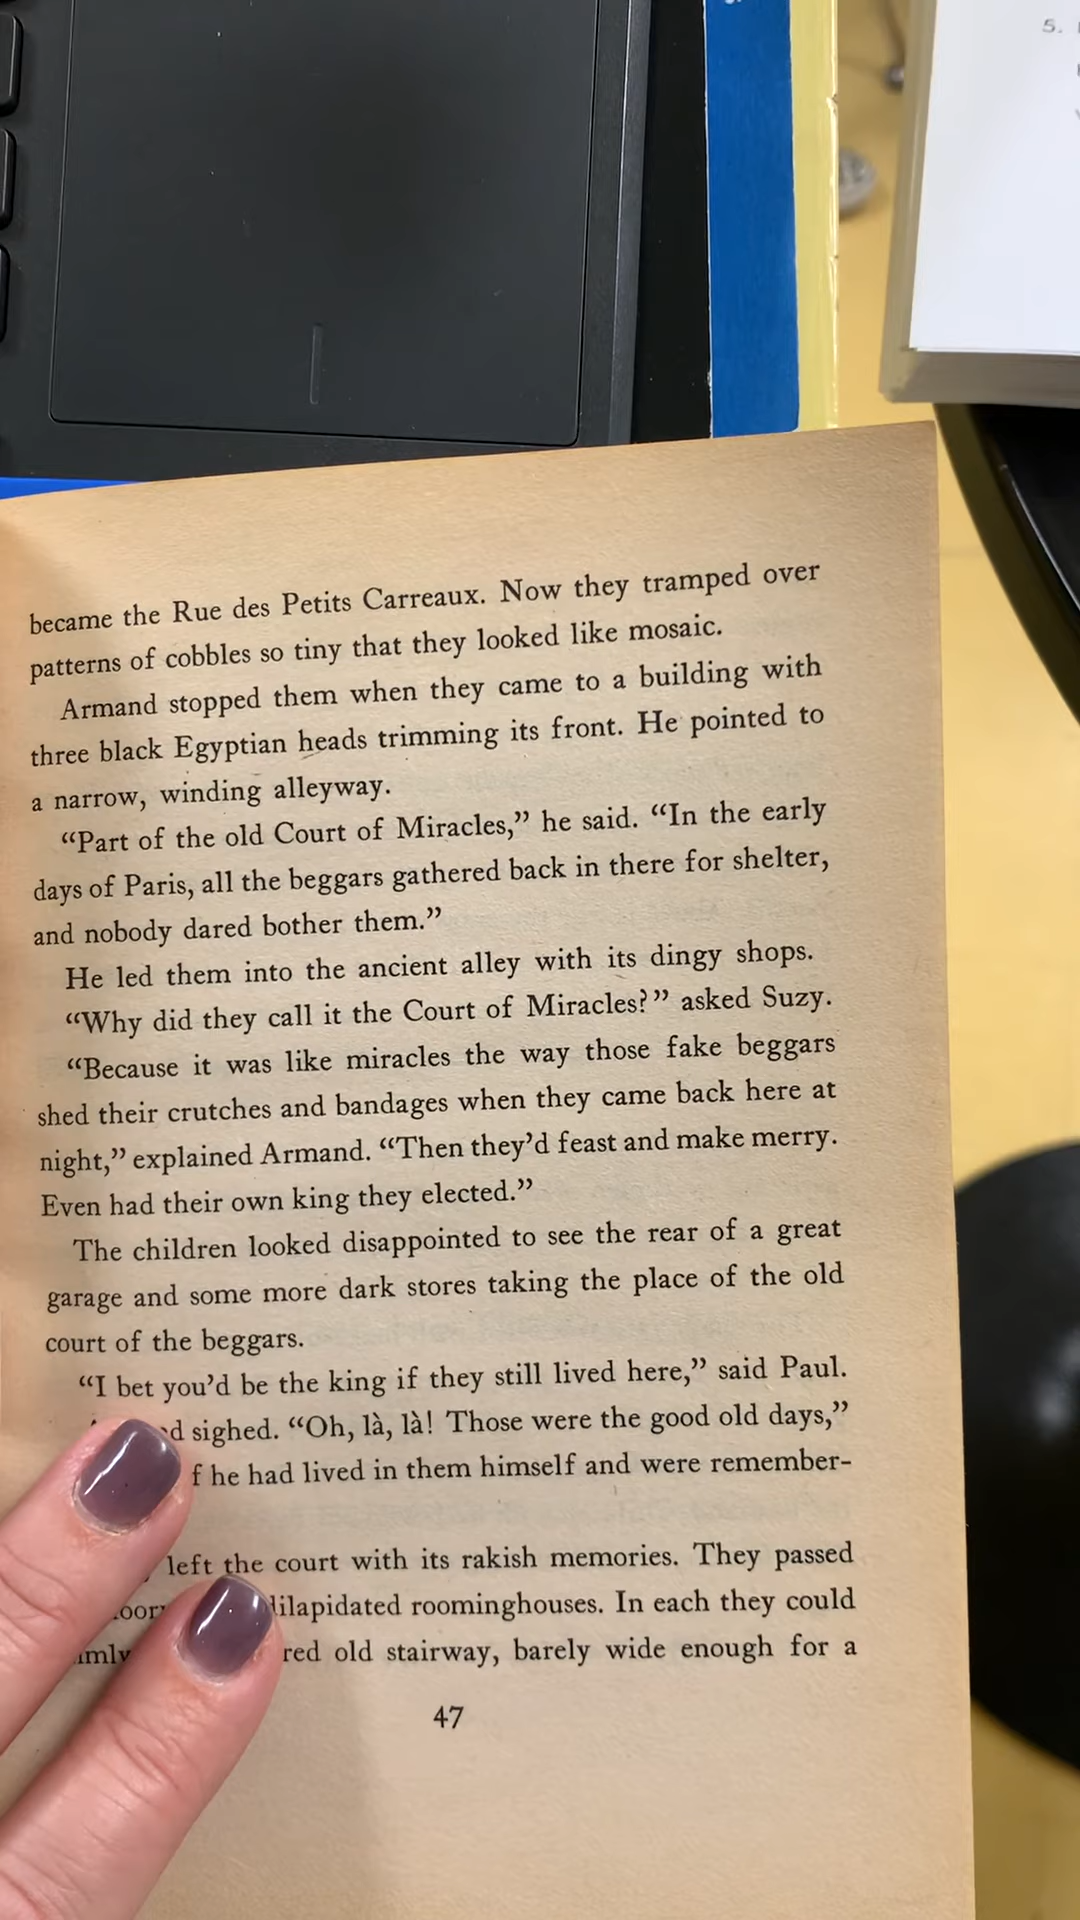 5.
became the Rue des Petits Carreaux. Now they tramped over
patterns of cobbles so tiny that they looked like mosaic.
Armand stopped them when they came to a building with
three black Egyptian heads trimming its front. He pointed to
a narrow, winding alleyway.
“Part of the old Court of Miracles,” he said. “In the early
days of Paris, all the beggars gathered back in there for shelter,
and nobody dared bother them.”
He led them into the ancient alley with its dingy shops.
“Why did they call it the Court of Miracles?” asked Suzy.
“Because it was like miracles the way those fake beggars
shed their crutches and bandages when they came back here at
night,” explained Armand. “Then they’d feast and make merry.
Even had their own king they elected.”
The children looked disappointed to see the rear of a great
garage and some more dark stores taking the place of the old
court of the beggars.
“I bet you’d be the king if they still lived here,” said Paul.
sighed. “Oh, là, là! Those were the good old days,”
he had lived in them himself and were remember-
left the court with its rakish memories. They passed
roominghouses. In each they could
old stairway, barely wide enough for a
47